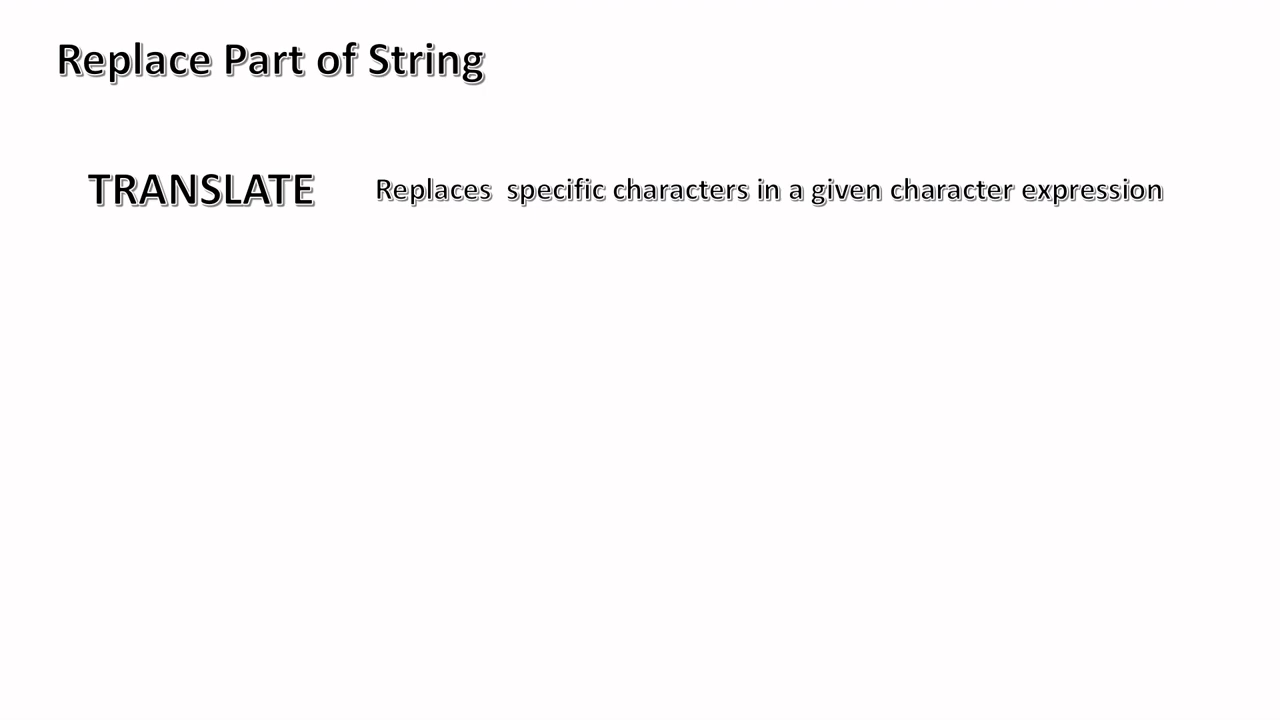 Replace Part of String
TRANSLATE Replaces  specific characters in a given character expression